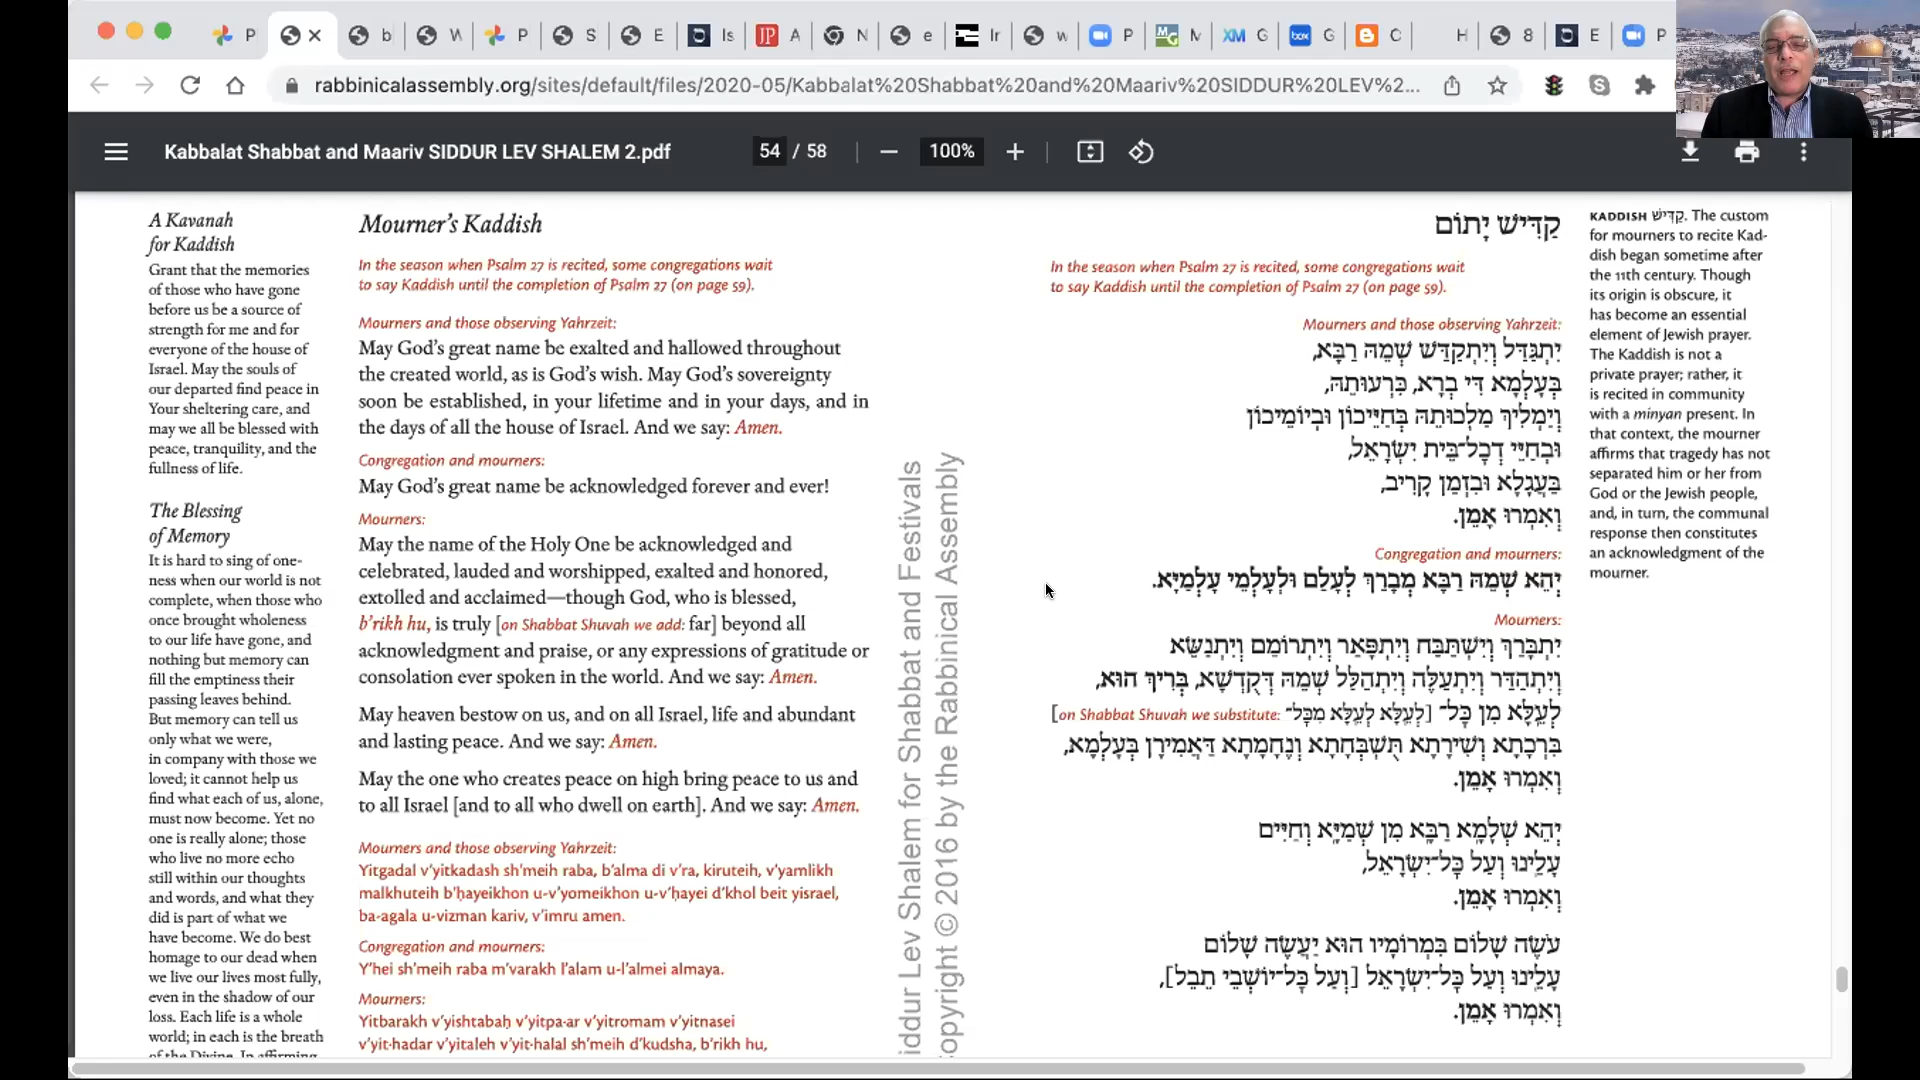 P
b
W
P
S
E
Is
A
N
e
Ir
w
P
M
G
G
C
H
8
E
P
rabbinicalassembly.org/sites/default/files/2020-05/Kabbalat%20Shabbat%20and%20Maariv%20SIDDUR%20LEV%2...
Kabbalat Shabbat and Maariv SIDDUR LEV SHALEM 2.pdf
54 / 58
100%
A Kavanah
for Kaddish
Grant that the memories
of those who have gone
before us be a source of
strength for me and for
everyone of the house of
Israel. May the souls of
our departed find peace in
Your sheltering care, and
may we all be blessed with
peace, tranquility, and the
fullness of life.
The Blessing
of Memory
It is hard to sing of one-
ness when our world is not
complete, when those who
once brought wholeness
to our life have gone, and
nothing but memory can
fill the emptiness their
passing leaves behind.
But memory can tell us
only what we were,
in company with those we
loved; it cannot help us
find what each of us, alone,
must now become. Yet no
one is really alone; those
who live no more echo
still within our thoughts
and words, and what they
did is part of what we
have become. We do best
homage to our dead when
we live our lives most fully,
even in the shadow of our
loss. Each life is a whole
world; in each is the breath
of the Divine. In affirming
Mourner's Kaddish
In the season when Psalm 27 is recited, some congregations wait
to say Kaddish until the completion of Psalm 27 (on page 59).
Mourners and those observing Yahrzeit:
May God's great name be exalted and hallowed throughout
the created world, as is God's wish. May God's sovereignty
soon be established, in your lifetime and in your days, and in
the days of all the house of Israel. And we say: Amen.
Congregation and mourners:
May God's great name be acknowledged forever and ever!
Mourners:
May the name of the Holy One be acknowledged and
celebrated, lauded and worshipped, exalted and honored,
extolled and acclaimed—though God, who is blessed,
b'rikh hu, is truly [on Shabbat Shuvah we add: far] beyond all
acknowledgment and praise, or any expressions of gratitude or
consolation ever spoken in the world. And we say: Amen.
May heaven bestow on us, and on all Israel, life and abundant
and lasting peace. And we say: Amen.
May the one who creates peace on high bring peace to us and
to all Israel [and to all who dwell on earth]. And we say: Amen.
Mourners and those observing Yahrzeit:
Yitgadal v'yitkadash sh'meih raba, b'alma di v'ra, kiruteih, v'yamlikh
malkhuteih b'ḥayeikhon u-v'yomeikhon u-v'ḥayei d'khol beit yisrael,
ba-agala u-vizman kariv, v'imru amen.
Congregation and mourners:
Y'hei sh'meih raba m'varakh l'alam u-l'almei almaya.
Mourners:
Yitbarakh v'yishtabaḥ v'yitpa·ar v'yitromam v'yitnasei
v'yit·hadar v'yitaleh v'yit·halal sh'meih d'kudsha, b'rikh hu,
iddur Lev Shalem for Shabbat and Festivals
opyright © 2016 by the Rabbinical Assembly
קַדִּישׁ יָתוֹם
In the season when Psalm 27 is recited, some congregations wait
to say Kaddish until the completion of Psalm 27 (on page 59).
Mourners and those observing Yahrzeit:
יִתְגַּדַּל וְיִתְקַדַּשׁ שְׁמֵהּ רַבָּא,
בְּעָלְמָא דִּי בְרָא, כִּרְעוּתֵהּ,
וְיַמְלִיךְ מַלְכוּתֵהּ בְּחַיֵּיכוֹן וּבְיוֹמֵיכוֹן
וּבְחַיֵּי דְכָל־בֵּית יִשְׂרָאֵל,
בַּעֲגָלָא וּבִזְמַן קָרִיב,
וְאִמְרוּ אָמֵן.
Congregation and mourners:
יְהֵא שְׁמֵהּ רַבָּא מְבָרַךְ לְעָלַם וּלְעָלְמֵי עָלְמַיָּא.
Mourners:
יִתְבָּרַךְ וְיִשְׁתַּבַּח וְיִתְפָּאַר וְיִתְרוֹמַם וְיִתְנַשֵּׂא
וְיִתְהַדַּר וְיִתְעַלֶּה וְיִתְהַלַּל שְׁמֵהּ דְּקֻדְשָׁא, בְּרִיךְ הוּא,
לְעֵלָּא מִן כָּל־ [לְעֵלָּא לְעֵלָּא מִכָּל־ on Shabbat Shuvah we substitute:]
בִּרְכָתָא וְשִׁירָתָא תֻּשְׁבְּחָתָא וְנֶחָמָתָא דַּאֲמִירָן בְּעָלְמָא,
וְאִמְרוּ אָמֵן.
יְהֵא שְׁלָמָא רַבָּא מִן שְׁמַיָּא וְחַיִּים
עָלֵינוּ וְעַל כָּל־יִשְׂרָאֵל,
וְאִמְרוּ אָמֵן.
עֹשֶׂה שָׁלוֹם בִּמְרוֹמָיו הוּא יַעֲשֶׂה שָׁלוֹם
עָלֵינוּ וְעַל כָּל־יִשְׂרָאֵל [וְעַל כָּל־יוֹשְׁבֵי תֵבֵל],
וְאִמְרוּ אָמֵן.
KADDISH קַדִּישׁ. The custom
for mourners to recite Kad-
dish began sometime after
the 11th century. Though
its origin is obscure, it
has become an essential
element of Jewish prayer.
The Kaddish is not a
private prayer; rather, it
is recited in community
with a minyan present. In
that context, the mourner
affirms that tragedy has not
separated him or her from
God or the Jewish people,
and, in turn, the communal
response then constitutes
an acknowledgment of the
mourner.